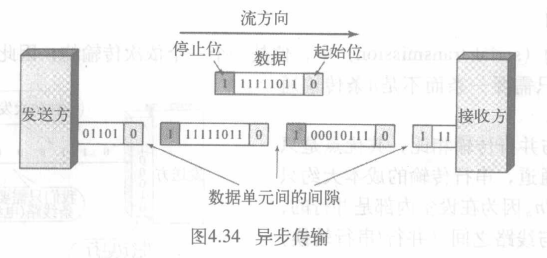 流方向
停止位 数据 起始位
1 11111011 0
发送方
接收方
01101 0 1 11111011 0 1 00010111 0 1 11
数据单元间的间隙
图4.34 异步传输